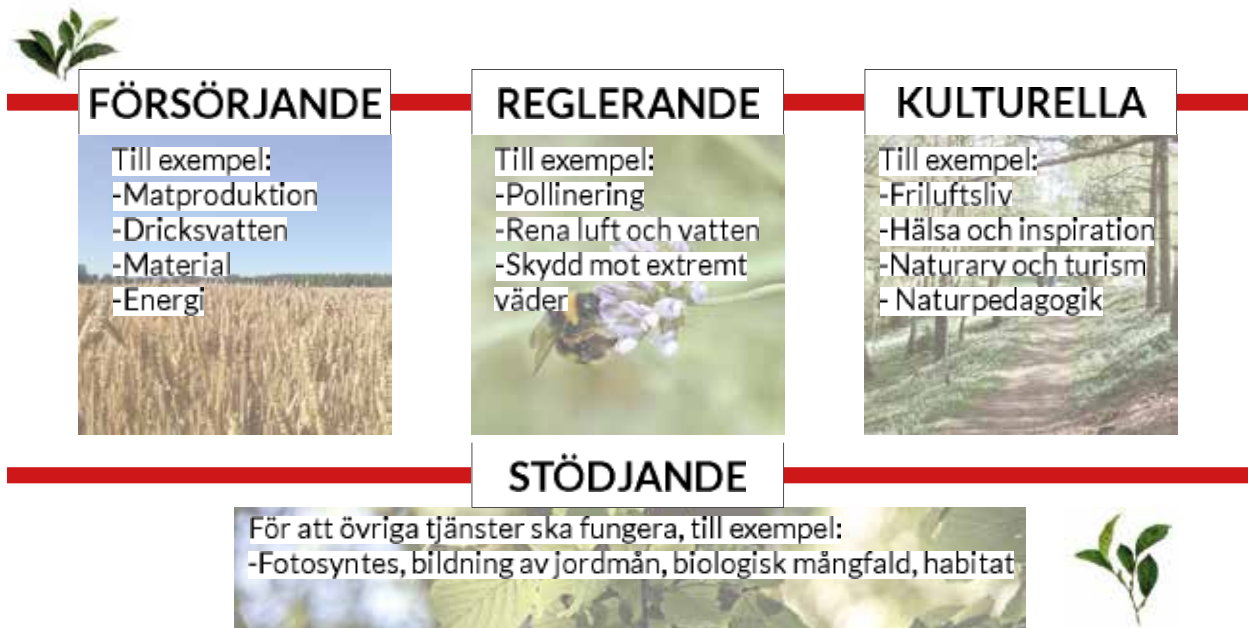 FÖRSÖRJANDE
Till exempel:
-Matproduktion
-Dricksvatten
-Material
-Energi
REGLERANDE
Till exempel:
-Pollinering
-Rena luft och vatten
-Skydd mot extremt
väder
KULTURELLA
Till exempel:
-Friluftsliv
-Hälsa och inspiration
-Naturarv och turism
- Naturpedagogik
STÖDJANDE
För att övriga tjänster ska fungera, till exempel:
-Fotosyntes, bildning av jordmån, biologisk mångfald, habitat